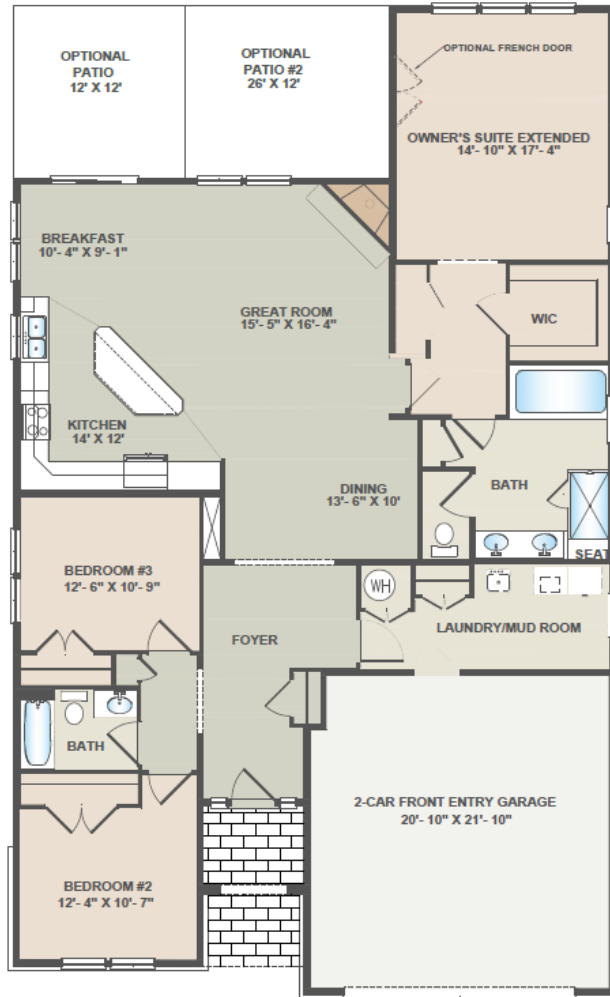 OPTIONAL
PATIO
12' X 12'
OPTIONAL
PATIO #2
26' X 12'
OPTIONAL FRENCH DOOR
OWNER'S SUITE EXTENDED
14'- 10" X 17'- 4"
BREAKFAST
10'- 4" X 9'- 1"
GREAT ROOM
15'- 5" X 16'- 4"
WIC
KITCHEN
14' X 12'
DINING
13'- 6" X 10'
BATH
SEAT
BEDROOM #3
12'- 6" X 10'- 9"
WH
FOYER
LAUNDRY/MUD ROOM
BATH
2-CAR FRONT ENTRY GARAGE
20'- 10" X 21'- 10"
BEDROOM #2
12'- 4" X 10'- 7"